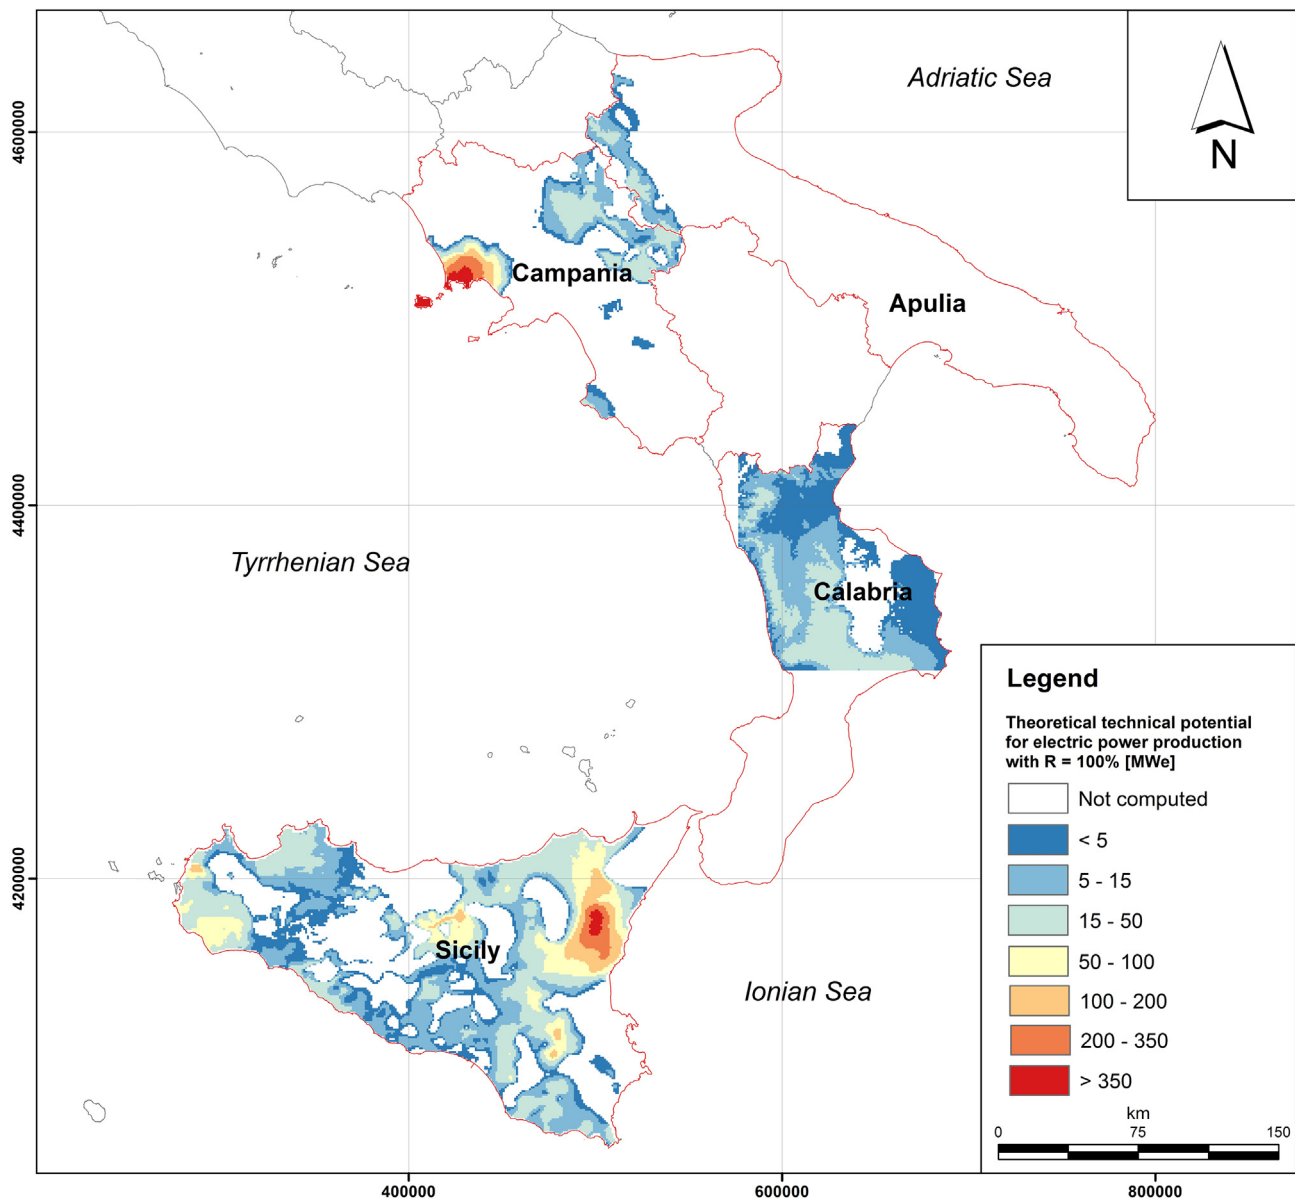 Adriatic Sea
N
4600000
Campania
Apulia
4400000
Tyrrhenian Sea
Calabria
Legend
Theoretical technical potential
for electric power production
with R = 100% [MWe]
Not computed
< 5
5 - 15
15 - 50
50 - 100
100 - 200
200 - 350
> 350
km
0 75 150
4200000
Sicily
Ionian Sea
400000 600000 800000